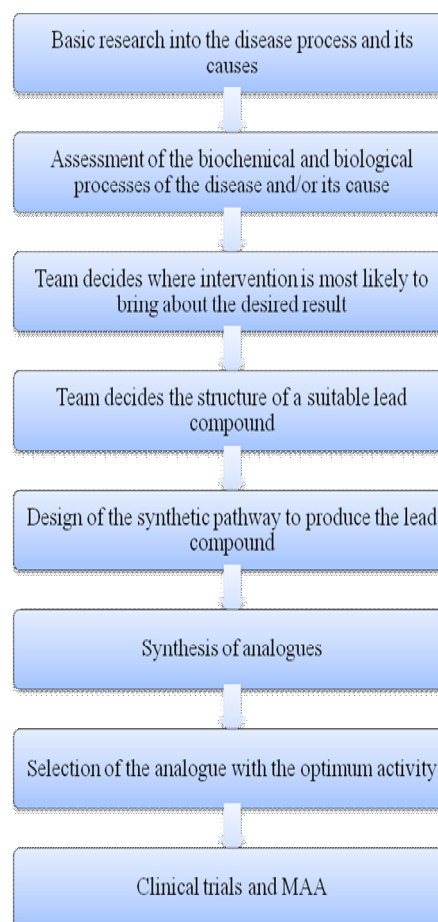 Basic research into the disease process and its
causes
Assessment of the biochemical and biological
processes of the disease and/or its cause
Team decides where intervention is most likely to
bring about the desired result
Team decides the structure of a suitable lead
compound
Design of the synthetic pathway to produce the lead
compound
Synthesis of analogues
Selection of the analogue with the optimum activity
Clinical trials and MAA